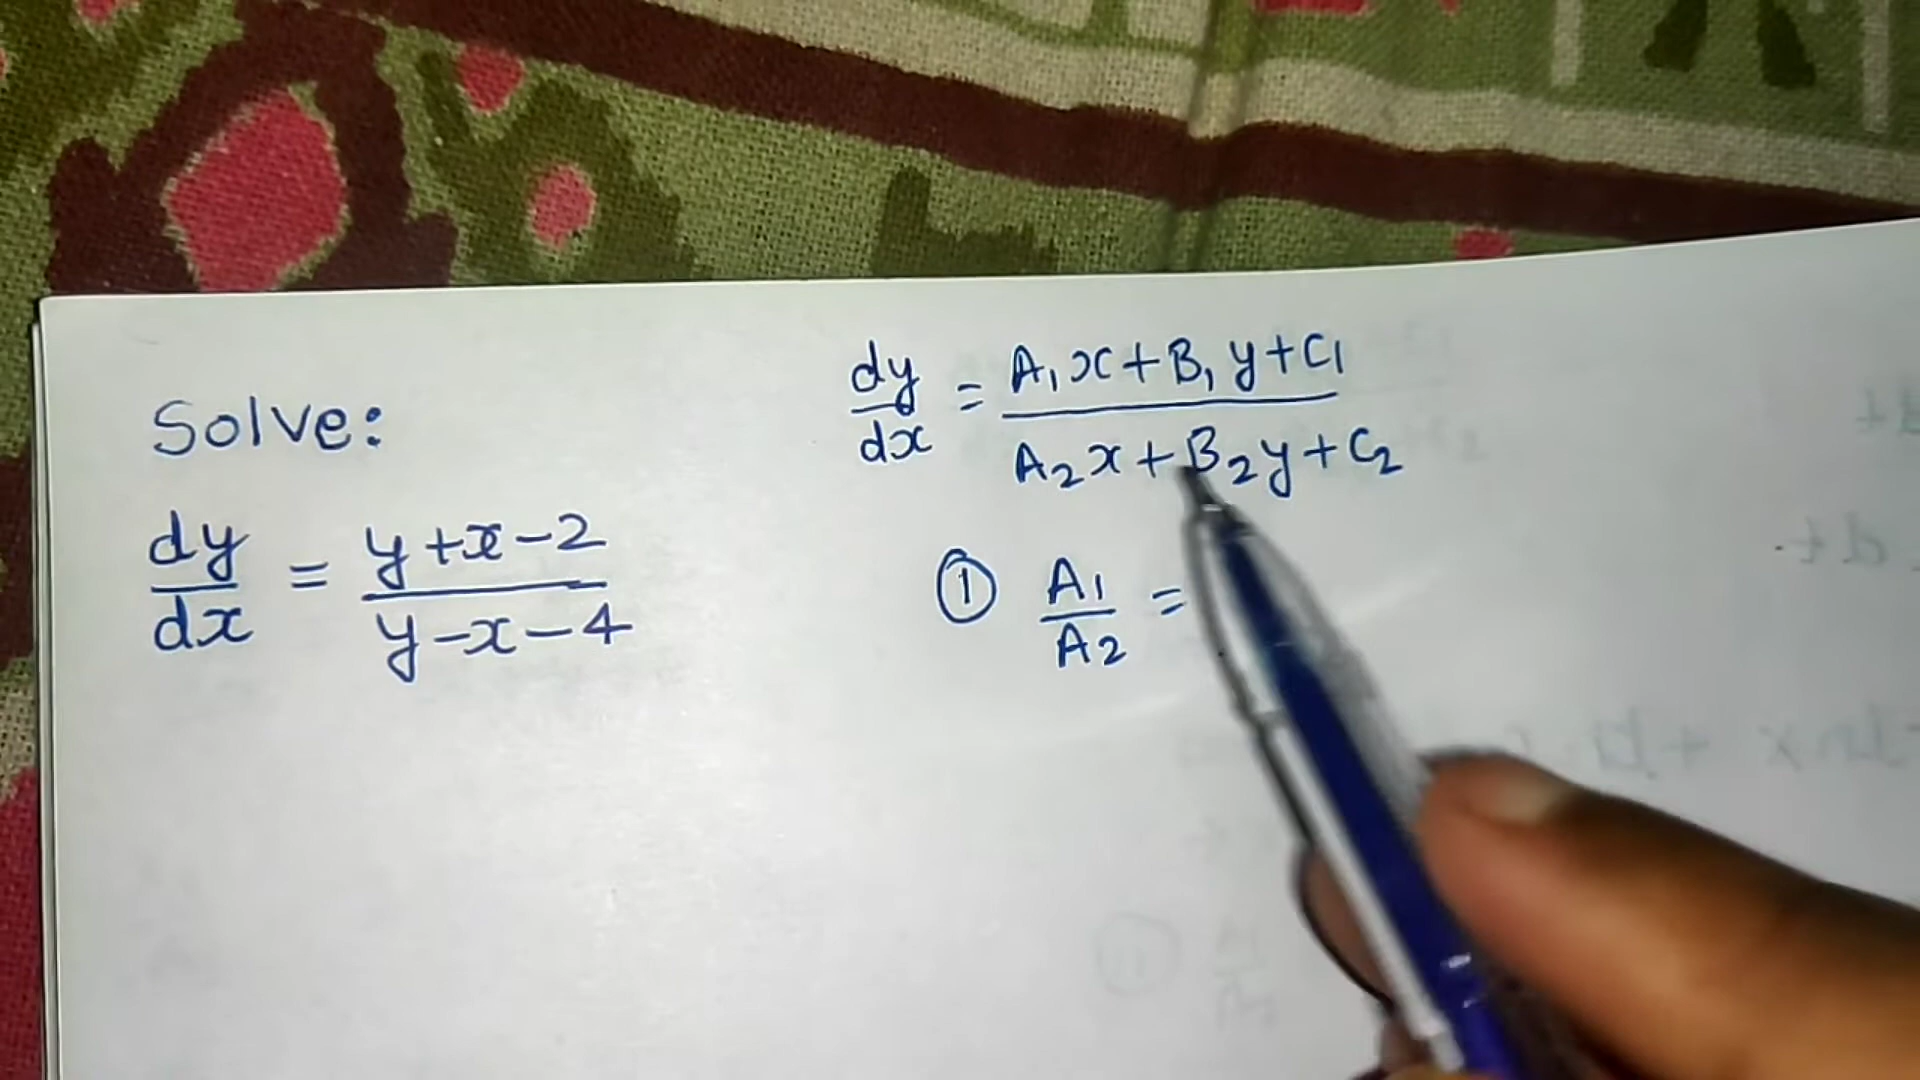 Solve:
dy/dx = (y+x-2)/(y-x-4)
dy/dx = (A₁x+B₁y+C₁)/(A₂x+B₂y+C₂)
① A₁/A₂ =